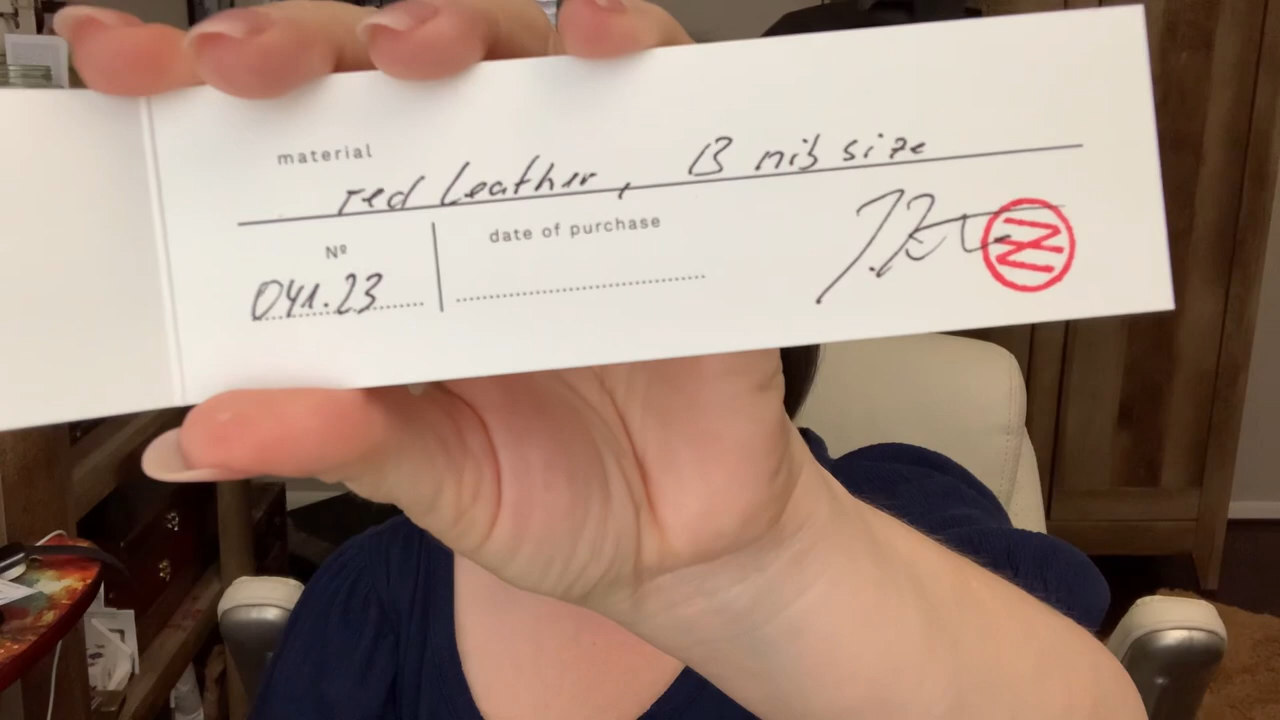 material
red Leather, B nib size
Nº
date of purchase
041.23